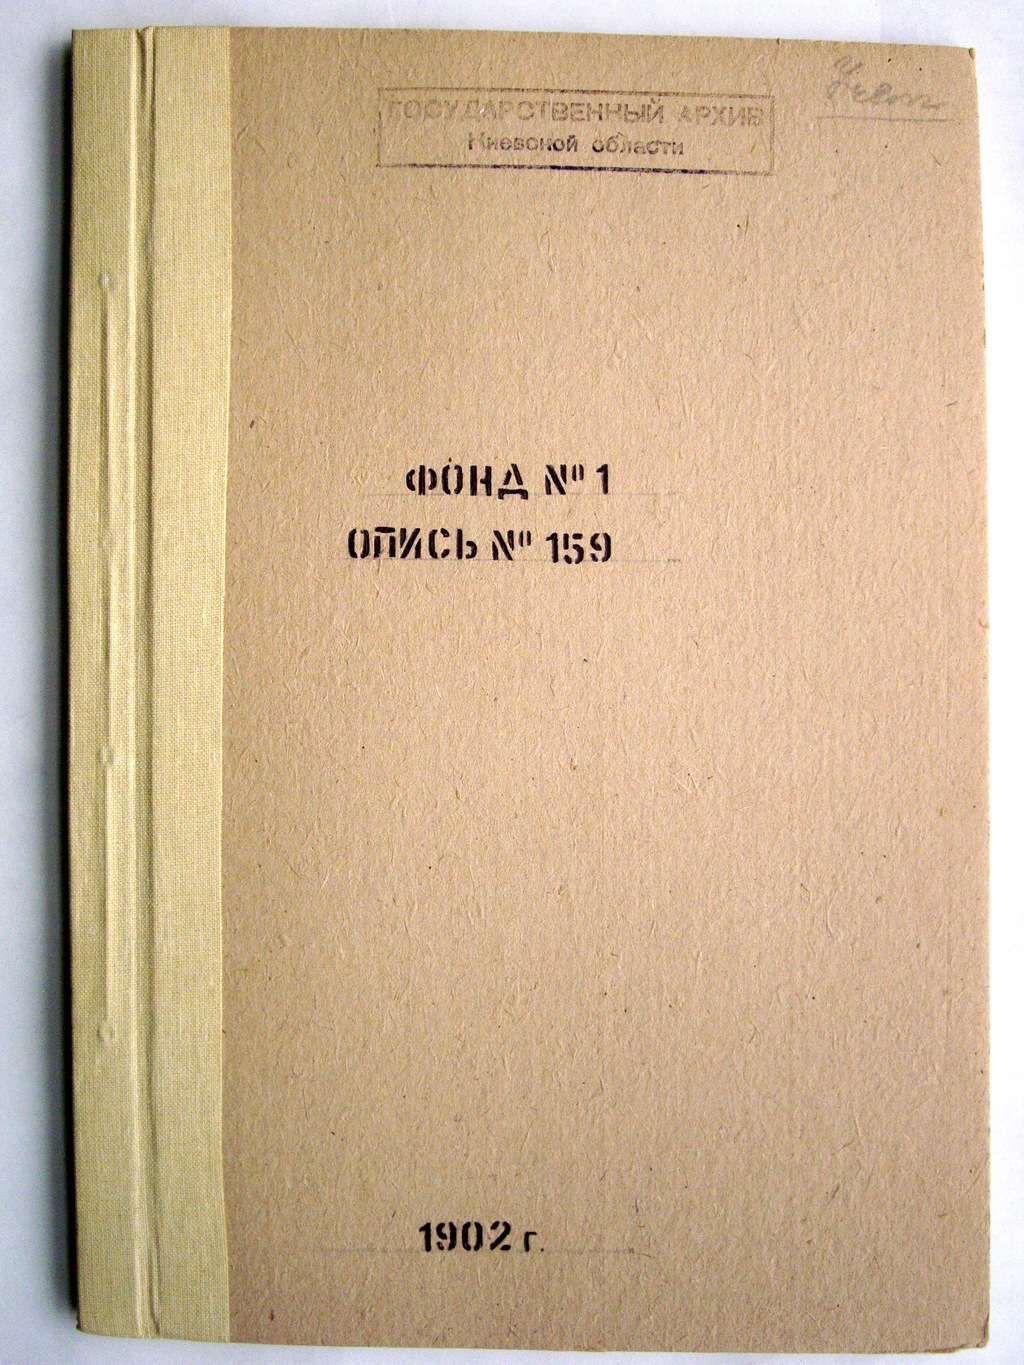 ГОСУДАРСТВЕННЫЙ АРХИВ
Киевской области
ФОНД № 1
ОПИСЬ № 159
1902 г.